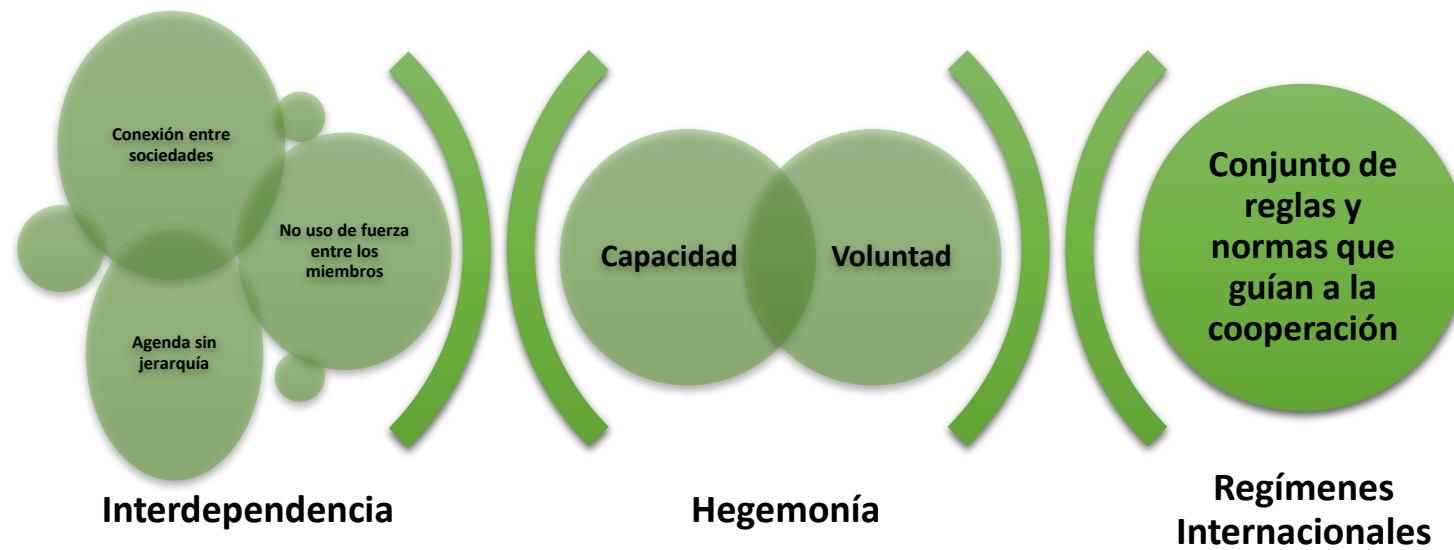 Conexión entre
sociedades
No uso de fuerza
entre los
miembros
Agenda sin
jerarquía
Interdependencia
Capacidad
Voluntad
Hegemonía
Conjunto de
reglas y
normas que
guían a la
cooperación
Regímenes
Internacionales